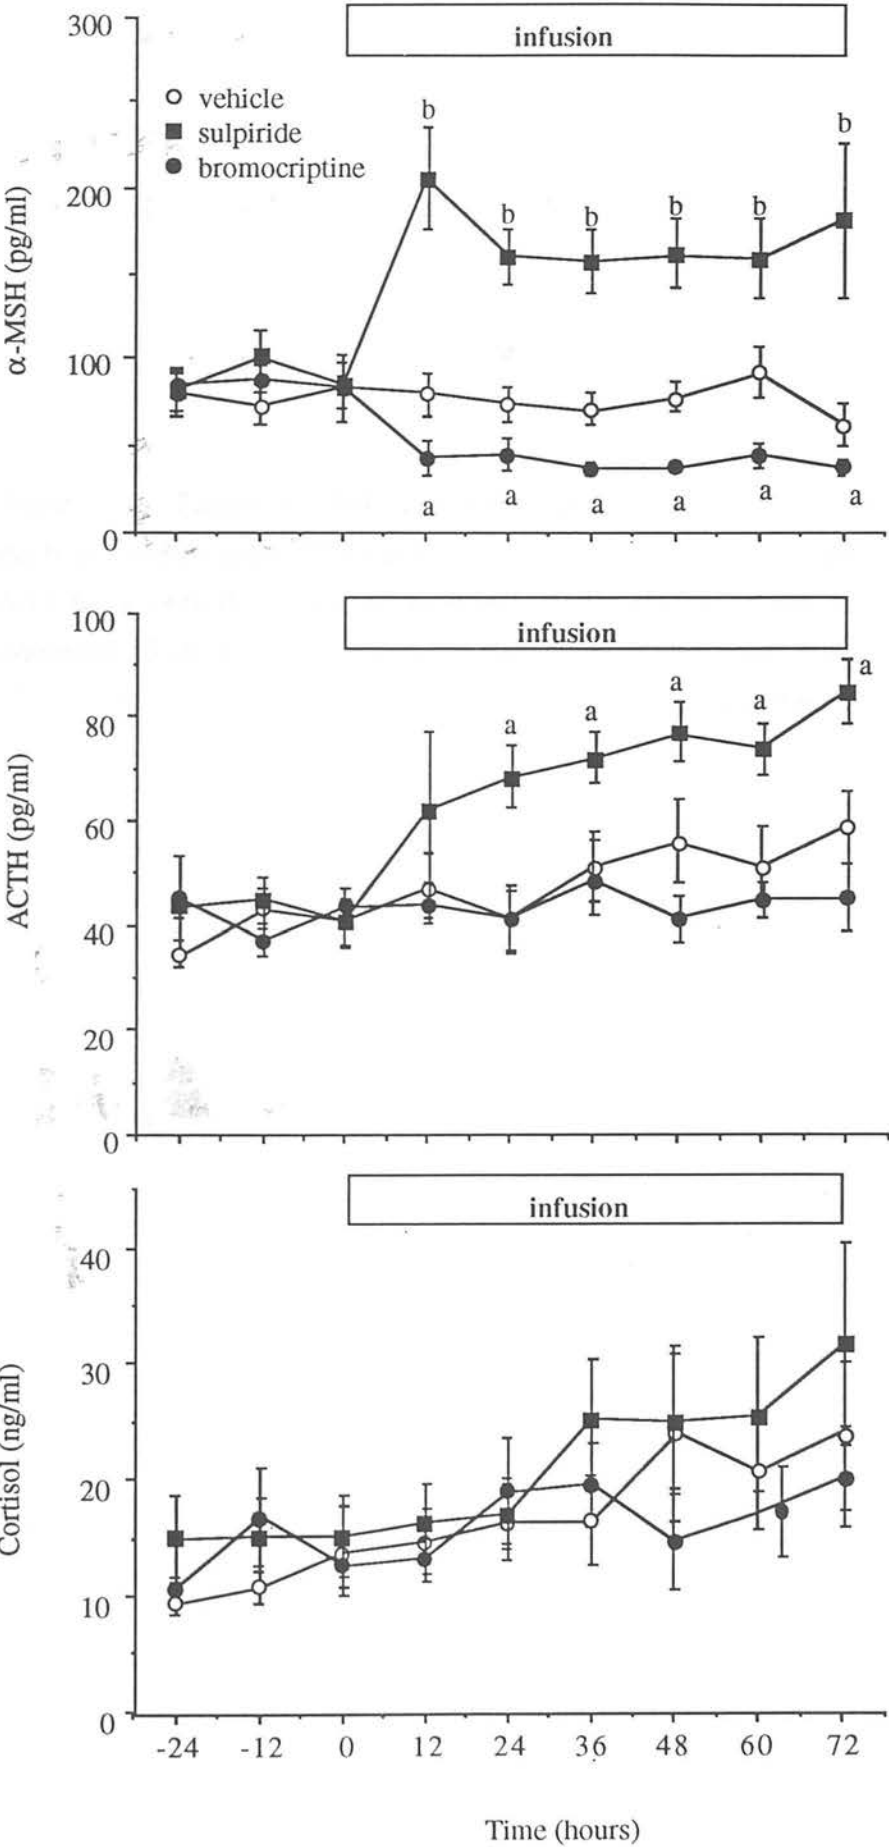 300
infusion
vehicle
sulpiride
bromocriptine
b
b
b
b
b
b
200
α-MSH (pg/ml)
100
a
a
a
a
a
a
0
100
infusion
a
a
a
a
a
80
ACTH (pg/ml)
60
40
20
0
infusion
40
30
Cortisol (ng/ml)
20
10
0
-24 -12 0 12 24 36 48 60 72
Time (hours)